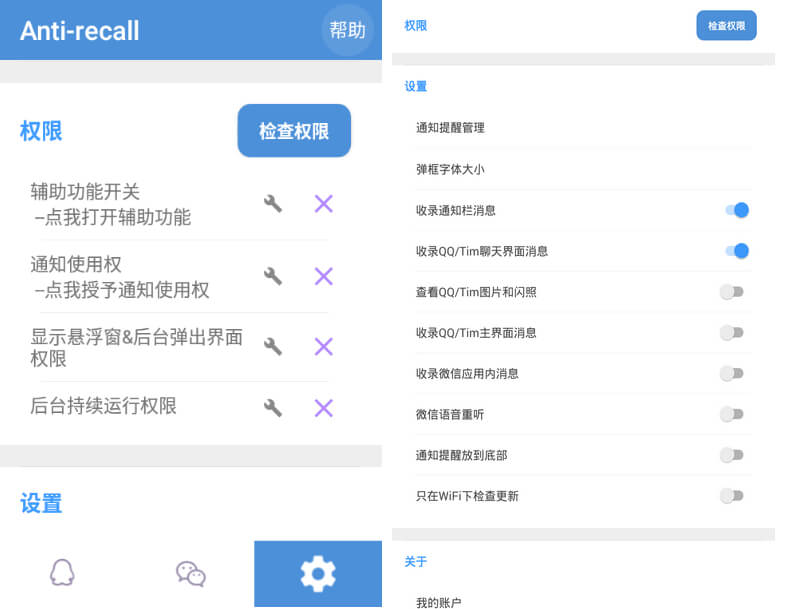 Anti-recall
帮助
权限
检查权限
辅助功能开关
–点我打开辅助功能
通知使用权
–点我授予通知使用权
显示悬浮窗&后台弹出界面
权限
后台持续运行权限
设置
权限
检查权限
设置
通知提醒管理
弹框字体大小
收录通知栏消息
收录QQ/Tim聊天界面消息
查看QQ/Tim图片和闪照
收录QQ/Tim主界面消息
收录微信应用内消息
微信语音重听
通知提醒放到底部
只在WiFi下检查更新
关于
我的账户